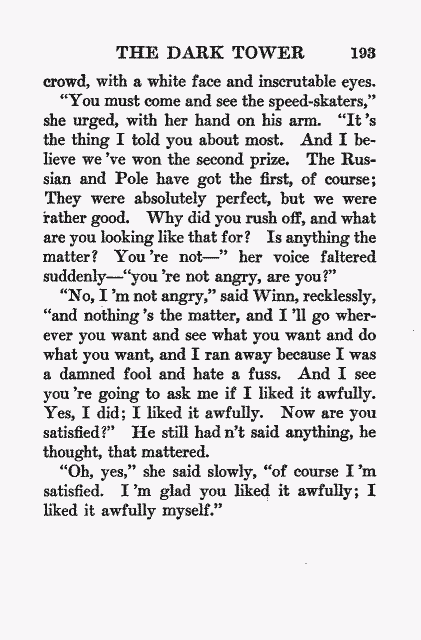 THE DARK TOWER 193
crowd, with a white face and inscrutable eyes.
“You must come and see the speed-skaters,”
she urged, with her hand on his arm. “It ’s
the thing I told you about most. And I be-
lieve we ’ve won the second prize. The Rus-
sian and Pole have got the first, of course;
They were absolutely perfect, but we were
rather good. Why did you rush off, and what
are you looking like that for? Is anything the
matter? You ’re not—” her voice faltered
suddenly—“you ’re not angry, are you?”
“No, I ’m not angry,” said Winn, recklessly,
“and nothing ’s the matter, and I ’ll go wher-
ever you want and see what you want and do
what you want, and I ran away because I was
a damned fool and hate a fuss. And I see
you ’re going to ask me if I liked it awfully.
Yes, I did; I liked it awfully. Now are you
satisfied?” He still had n’t said anything, he
thought, that mattered.
“Oh, yes,” she said slowly, “of course I ’m
satisfied. I ’m glad you liked it awfully; I
liked it awfully myself.”